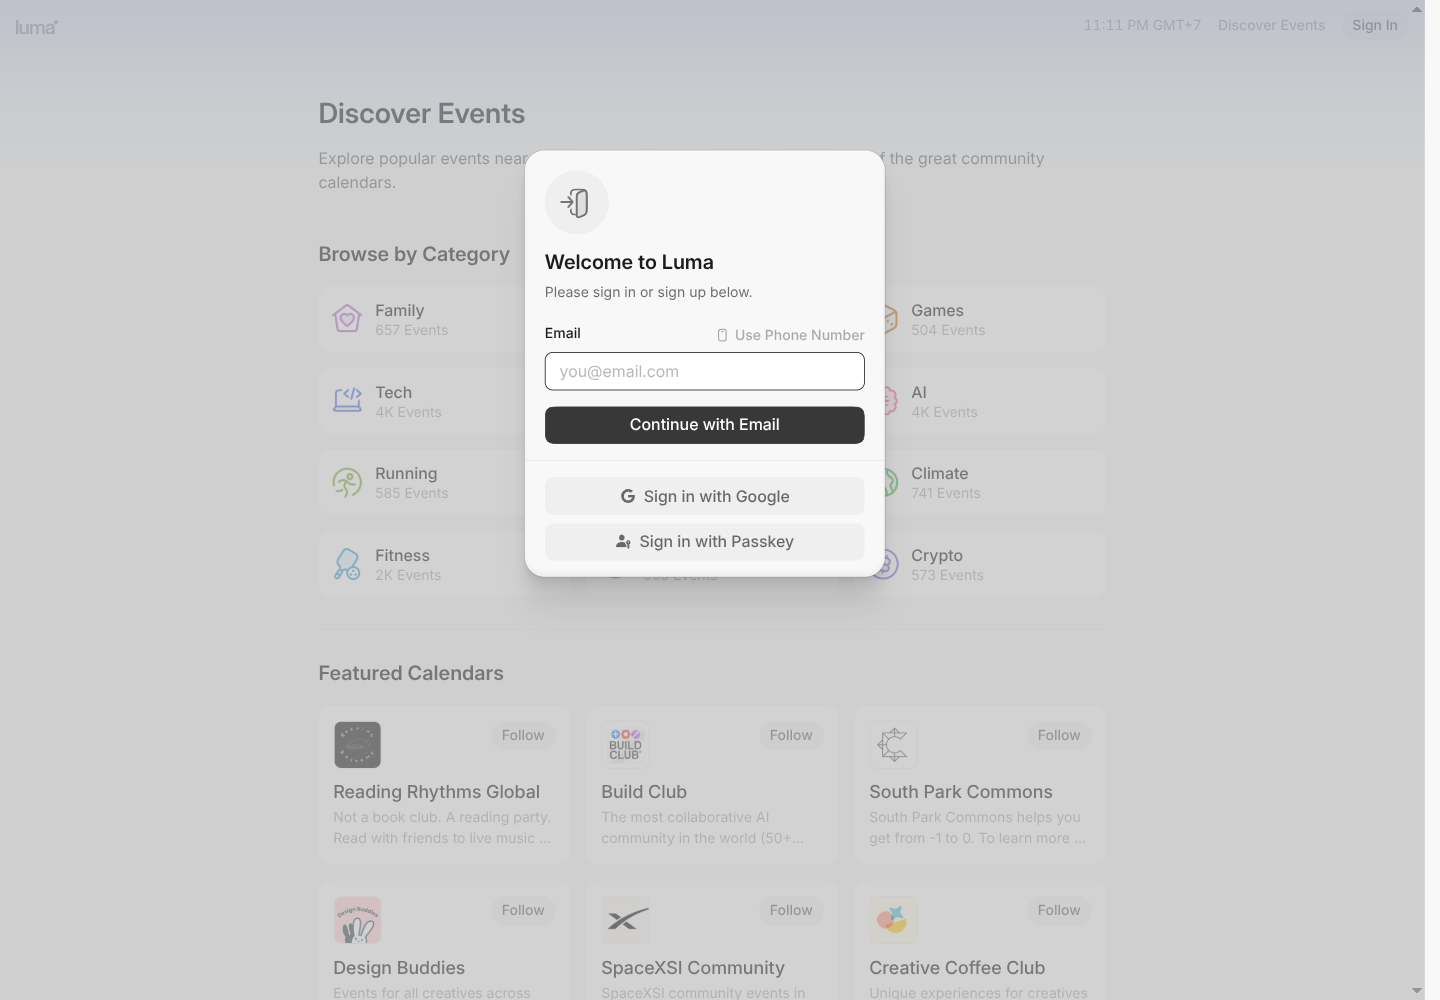 luma
11:11 PM GMT+7
Discover Events
Sign In
Discover Events
Explore popular events near
f the great community
calendars.
Browse by Category
Family
657 Events
Games
504 Events
Tech
4K Events
AI
4K Events
Running
585 Events
Climate
741 Events
Fitness
2K Events
Events
Crypto
573 Events
Welcome to Luma
Please sign in or sign up below.
Email
Use Phone Number
you@email.com
Continue with Email
Sign in with Google
Sign in with Passkey
Featured Calendars
Follow
Reading Rhythms Global
Not a book club. A reading party.
Read with friends to live music ...
BUILD
CLUB
Follow
Build Club
The most collaborative AI
community in the world (50+...
Follow
South Park Commons
South Park Commons helps you
get from -1 to 0. To learn more ...
Design Buddies
Follow
Design Buddies
Events for all creatives across
Follow
SpaceXSI Community
SpaceXSI community events in
Follow
Creative Coffee Club
Unique experiences for creatives